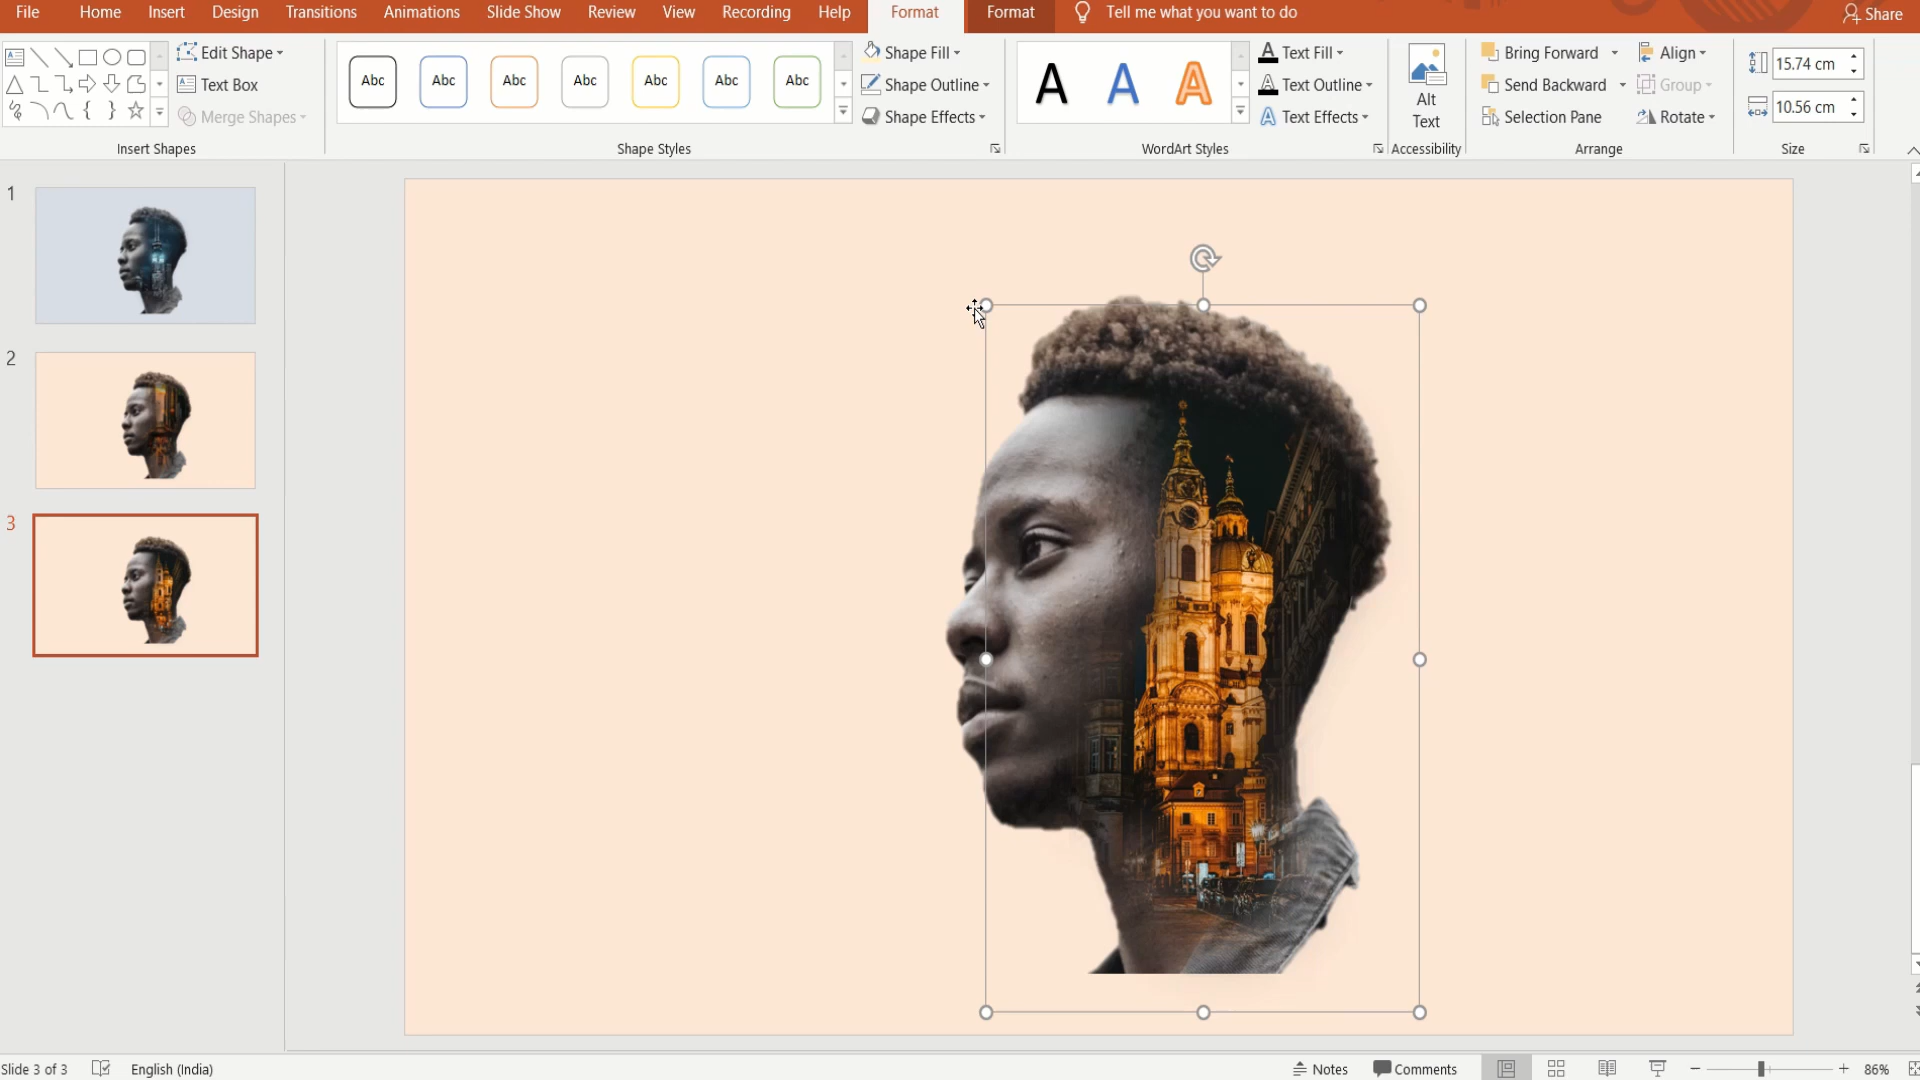 File Home Insert Design Transitions Animations Slide Show Review View Recording Help Format Format Tell me what you want to do Share
Edit Shape
Text Box
Merge Shapes
Insert Shapes
Abc Abc Abc Abc Abc Abc Abc
Shape Fill
Shape Outline
Shape Effects
Shape Styles
A A A
Text Fill
Text Outline
Text Effects
WordArt Styles
Alt
Text
Accessibility
Bring Forward
Send Backward
Selection Pane
Align
Group
Rotate
Arrange
15.74 cm
10.56 cm
Size
1
2
3
Slide 3 of 3 English (India) Notes Comments 86%